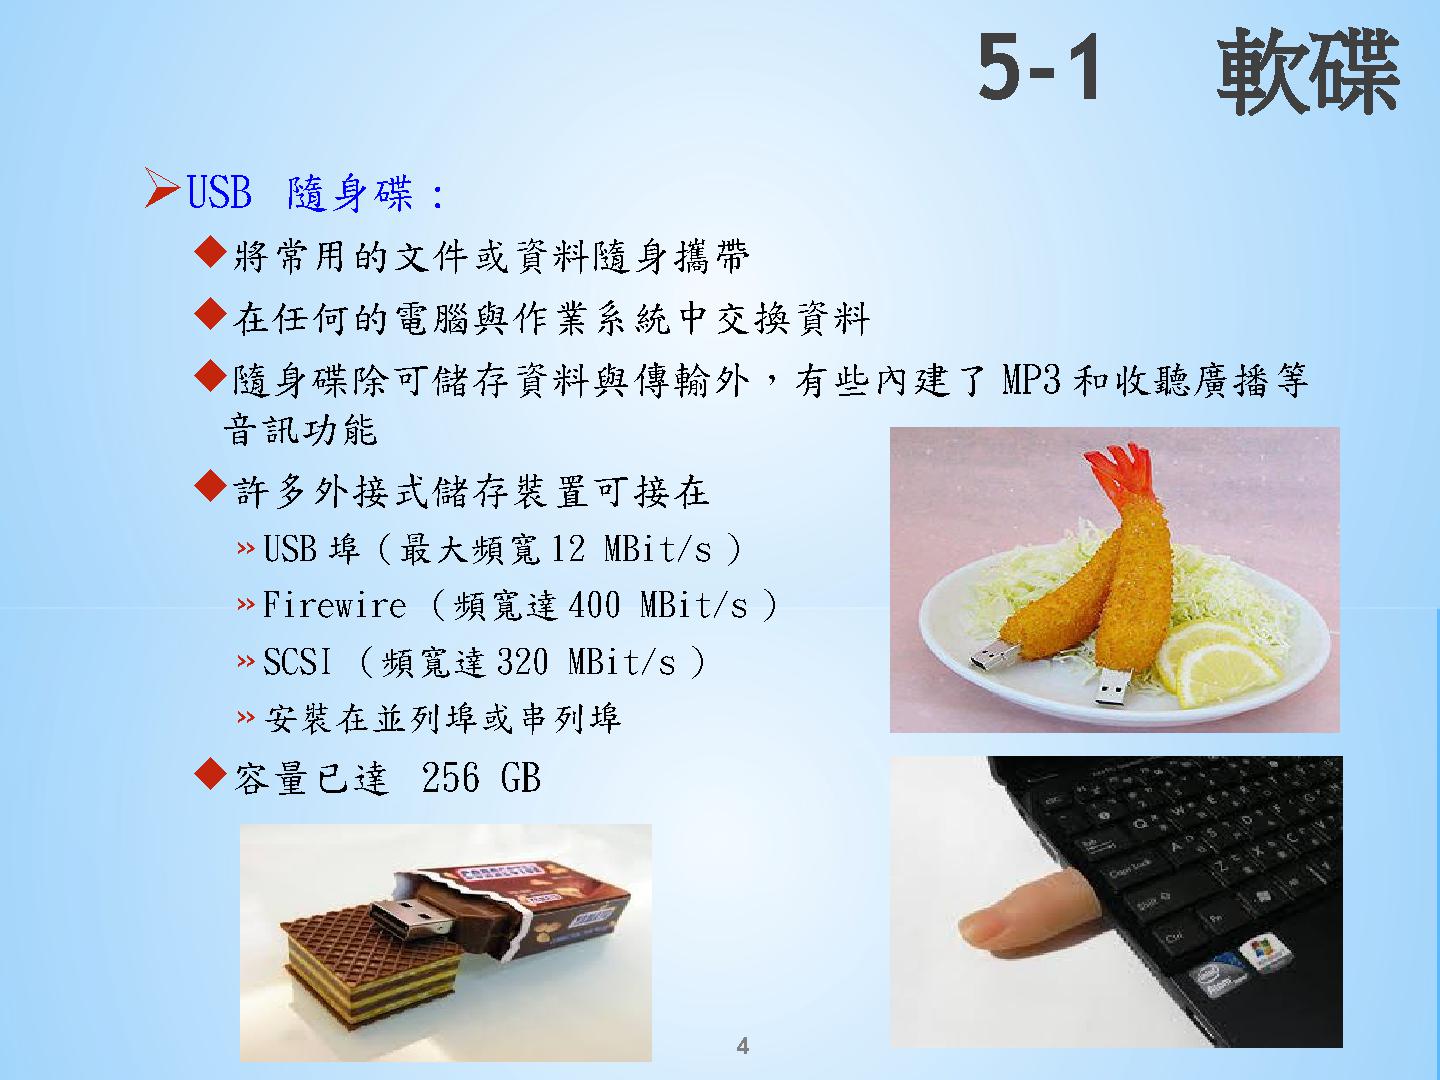 5-1 軟碟
USB 隨身碟：
將常用的文件或資料隨身攜帶
在任何的電腦與作業系統中交換資料
隨身碟除可儲存資料與傳輸外，有些內建了 MP3 和收聽廣播等
音訊功能
許多外接式儲存裝置可接在
» USB 埠（最大頻寬 12 MBit/s）
» Firewire（頻寬達 400 MBit/s）
» SCSI（頻寬達 320 MBit/s）
» 安裝在並列埠或串列埠
容量已達 256 GB
4